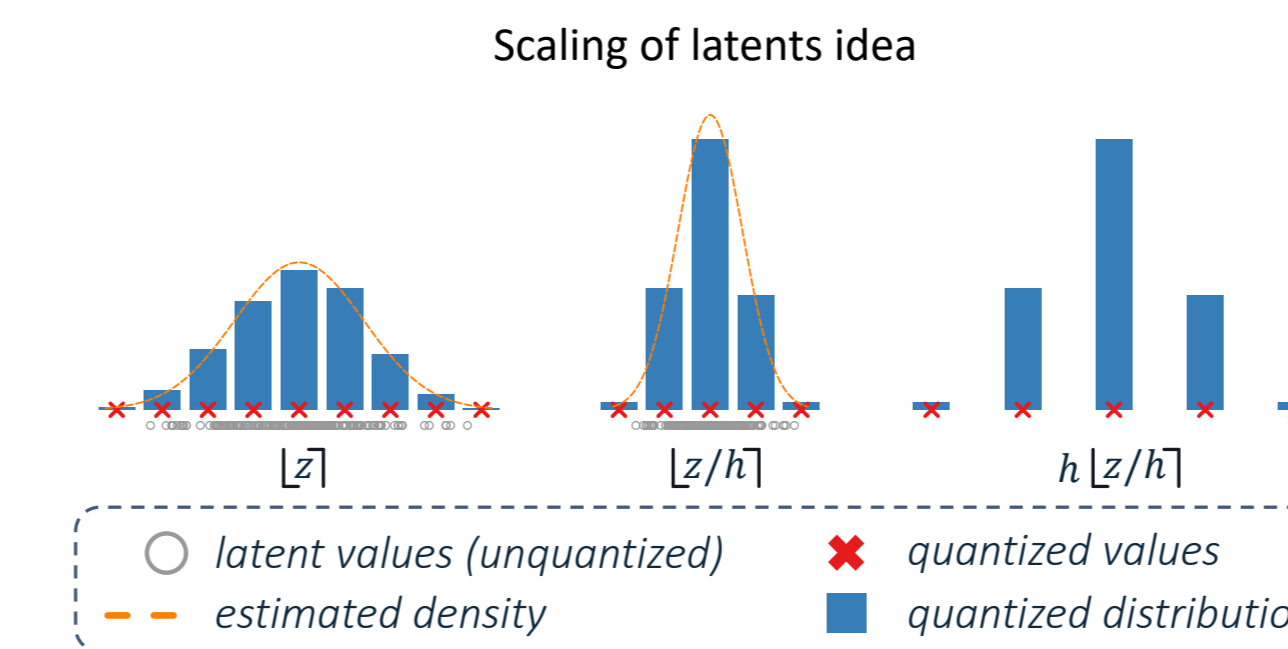 Scaling of latents idea
⌊z⌉ ⌊z/h⌉ h⌊z/h⌉
latent values (unquantized) quantized values
estimated density quantized distributio